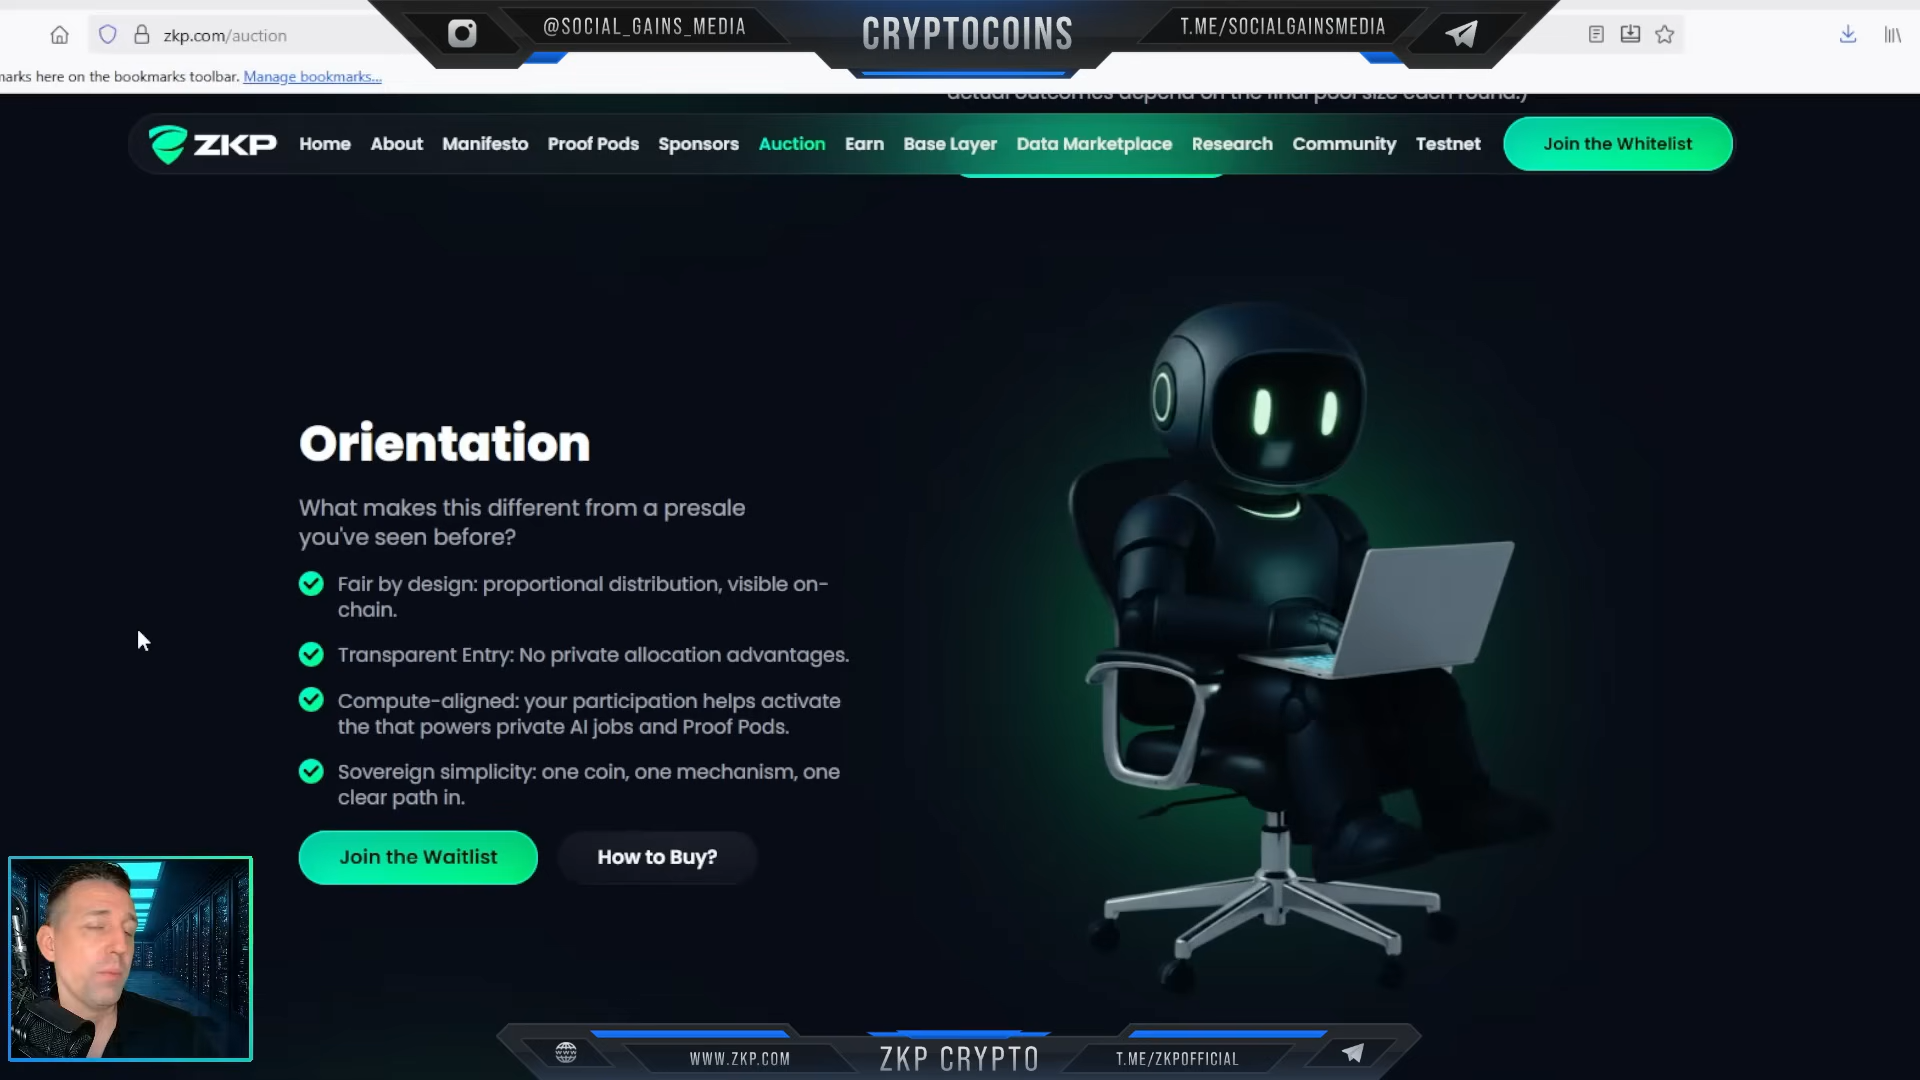 @SOCIAL_GAINS_MEDIA
CRYPTOCOINS
T.ME/SOCIALGAINSMEDIA
zkp.com/auction
marks here on the bookmarks toolbar. Manage bookmarks...
actual outcomes depend on the final pool size each round.)
ZKP Home About Manifesto Proof Pods Sponsors Auction Earn Base Layer Data Marketplace Research Community Testnet Join the Whitelist
Orientation
What makes this different from a presale
you've seen before?
Fair by design: proportional distribution, visible on-
chain.
Transparent Entry: No private allocation advantages.
Compute-aligned: your participation helps activate
the that powers private AI jobs and Proof Pods.
Sovereign simplicity: one coin, one mechanism, one
clear path in.
Join the Waitlist How to Buy?
WWW.ZKP.COM
ZKP CRYPTO
T.ME/ZKPOFFICIAL